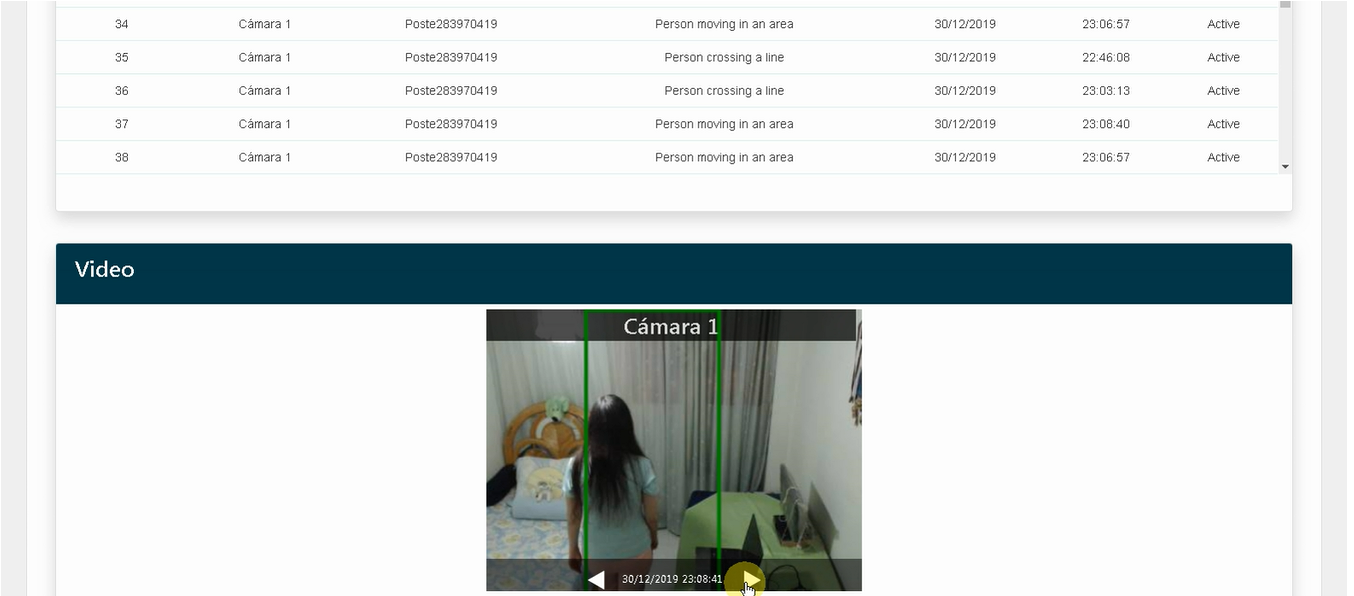 34 Cámara 1 Poste283970419 Person moving in an area 30/12/2019 23:06:57 Active
35 Cámara 1 Poste283970419 Person crossing a line 30/12/2019 22:46:08 Active
36 Cámara 1 Poste283970419 Person crossing a line 30/12/2019 23:03:13 Active
37 Cámara 1 Poste283970419 Person moving in an area 30/12/2019 23:08:40 Active
38 Cámara 1 Poste283970419 Person moving in an area 30/12/2019 23:06:57 Active
Video
Cámara 1
30/12/2019 23:08:41